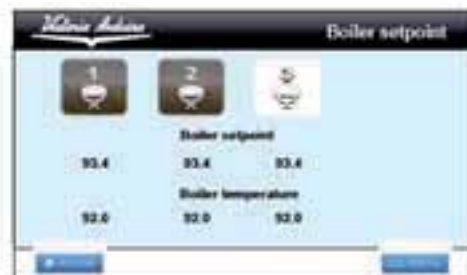 Victoria Arduino
Boiler setpoint
1 2
Boiler setpoint
93.4 93.4 93.4
Boiler temperature
92.0 92.0 92.0